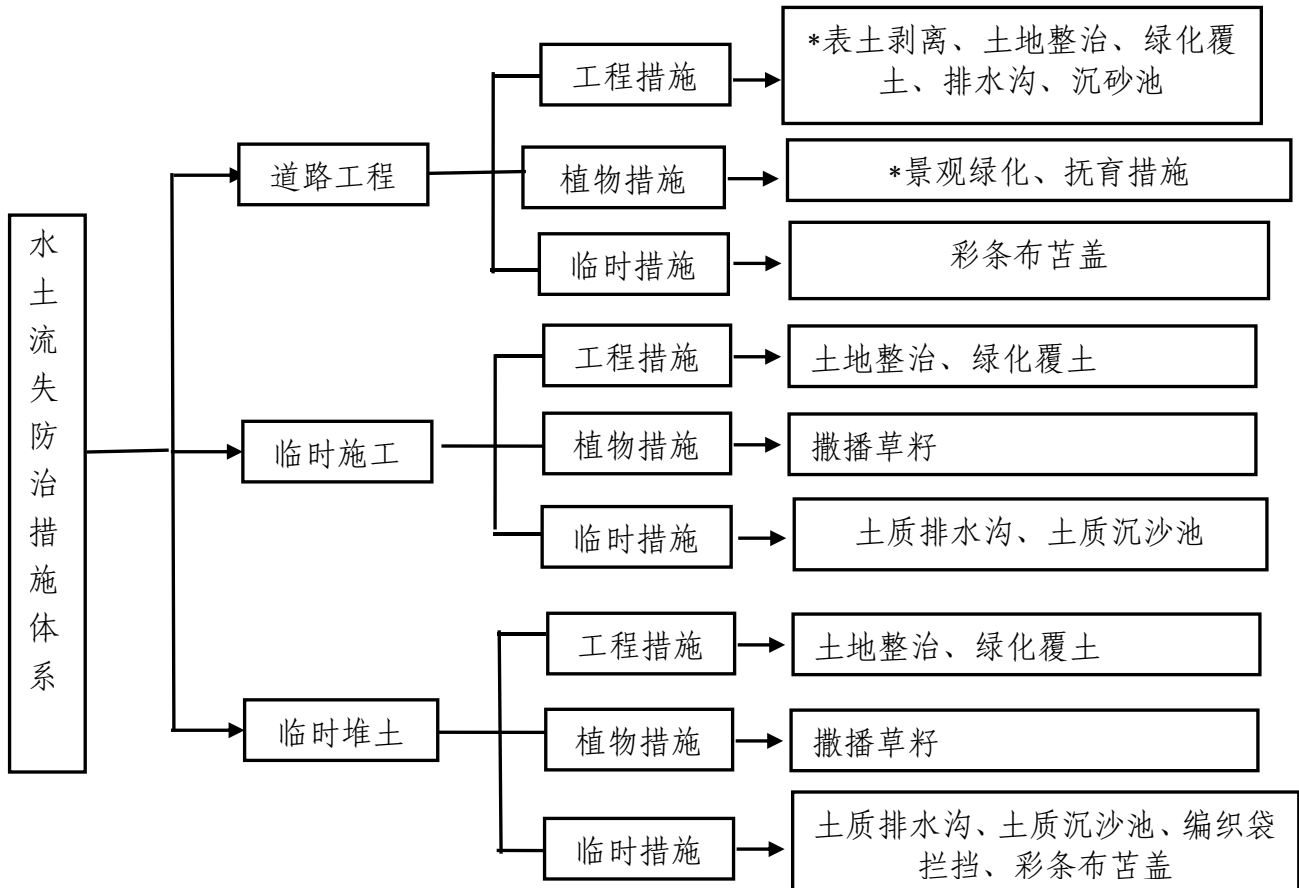 水土流失防治措施体系
道路工程
工程措施
*表土剥离、土地整治、绿化覆
土、排水沟、沉砂池
植物措施
*景观绿化、抚育措施
临时措施
彩条布苫盖
临时施工
工程措施
土地整治、绿化覆土
植物措施
撒播草籽
临时措施
土质排水沟、土质沉沙池
临时堆土
工程措施
土地整治、绿化覆土
植物措施
撒播草籽
临时措施
土质排水沟、土质沉沙池、编织袋
拦挡、彩条布苫盖